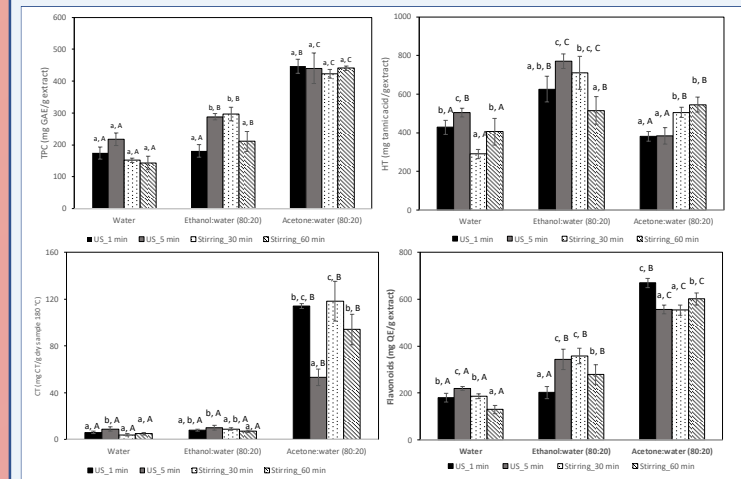 TPC (mg GAE/g extract)
600
500
400
300
200
100
0
a, A
a, A
a, A
a, A
a, A
b, B
b, B
a, A
a, B
a, C
a, C
a, C
Water
Ethanol:water (80:20)
Acetone:water (80:20)
US_1 min
US_5 min
Stirring_30 min
Stirring_60 min
HT (mg tannic acid/g extract)
1000
800
600
400
200
0
b, A
c, B
a, A
b, A
a, b, B
c, C
b, c, C
a, B
a, A
a, A
b, B
b, B
Water
Ethanol:water (80:20)
Acetone:water (80:20)
US_1 min
US_5 min
Stirring_30 min
Stirring_60 min
CT (mg CT/g dry sample 180 °C)
160
120
80
40
0
a, A
b, A
a, A
a, A
a, b, A
b, A
a, b, A
a, A
b, c, B
a, B
c, B
b, B
Water
Ethanol:water (80:20)
Acetone:water (80:20)
US_1 min
US_5 min
Stirring_30 min
Stirring_60 min
Flavonoids (mg QE/g extract)
800
600
400
200
0
b, A
c, A
b, A
a, A
a, A
c, B
c, B
b, B
c, B
a, C
a, C
b, C
Water
Ethanol:water (80:20)
Acetone:water (80:20)
US_1 min
US_5 min
Stirring_30 min
Stirring_60 min